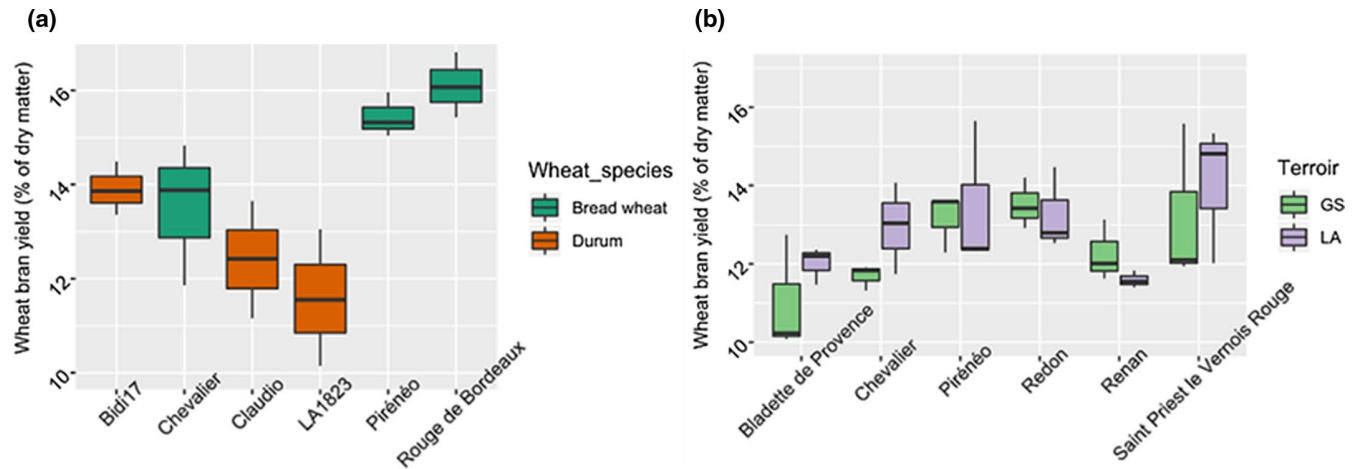 (a)
Wheat bran yield (% of dry matter)
16
14
12
10
Bidi17
Chevalier
Claudio
LA1823
Pirénéo
Rouge de Bordeaux
Wheat_species
Bread wheat
Durum
(b)
Wheat bran yield (% of dry matter)
16
14
12
10
Bladette de Provence
Chevalier
Pirénéo
Redon
Renan
Saint Priest le Vernois Rouge
Terroir
GS
LA